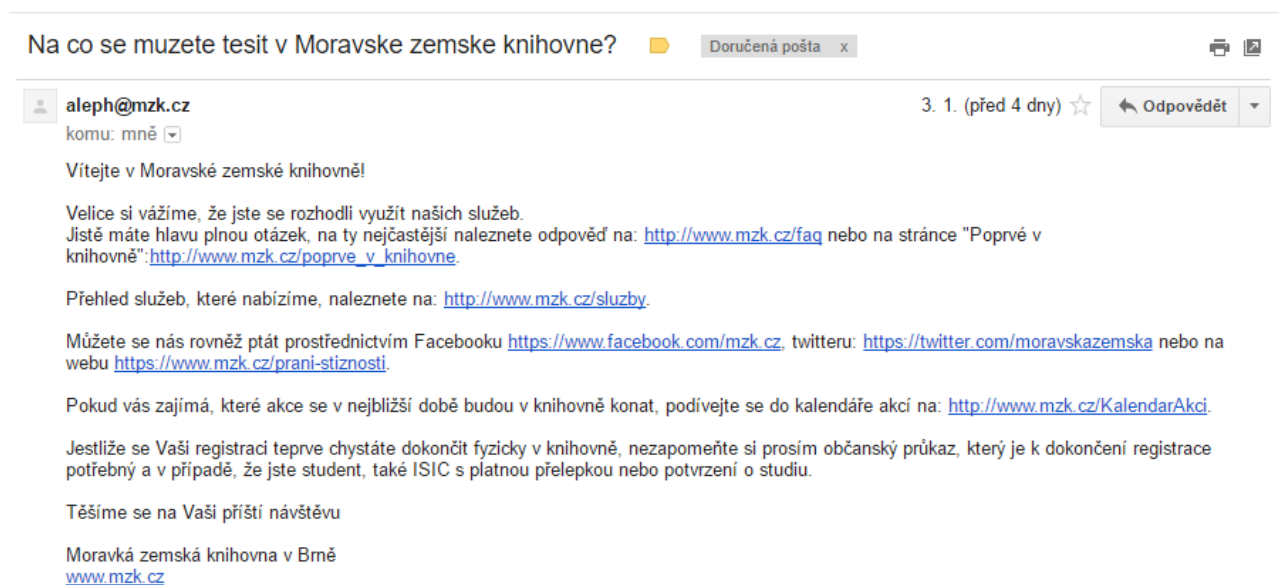 Na co se muzete tesit v Moravske zemske knihovne?
Doručená pošta x
aleph@mzk.cz
3. 1. (před 4 dny)
Odpovědět
komu: mně
Vítejte v Moravské zemské knihovně!
Velice si vážíme, že jste se rozhodli využít našich služeb.
Jistě máte hlavu plnou otázek, na ty nejčastější naleznete odpověď na: http://www.mzk.cz/faq nebo na stránce "Poprvé v
knihovně":http://www.mzk.cz/poprve_v_knihovne.
Přehled služeb, které nabízíme, naleznete na: http://www.mzk.cz/sluzby.
Můžete se nás rovněž ptát prostřednictvím Facebooku https://www.facebook.com/mzk.cz, twitteru: https://twitter.com/moravskazemska nebo na
webu https://www.mzk.cz/prani-stiznosti.
Pokud vás zajímá, které akce se v nejbližší době budou v knihovně konat, podívejte se do kalendáře akcí na: http://www.mzk.cz/KalendarAkci.
Jestliže se Vaši registraci teprve chystáte dokončit fyzicky v knihovně, nezapomeňte si prosím občanský průkaz, který je k dokončení registrace
potřebný a v případě, že jste student, také ISIC s platnou přelepkou nebo potvrzení o studiu.
Těšíme se na Vaši příští návštěvu
Moravká zemská knihovna v Brně
www.mzk.cz